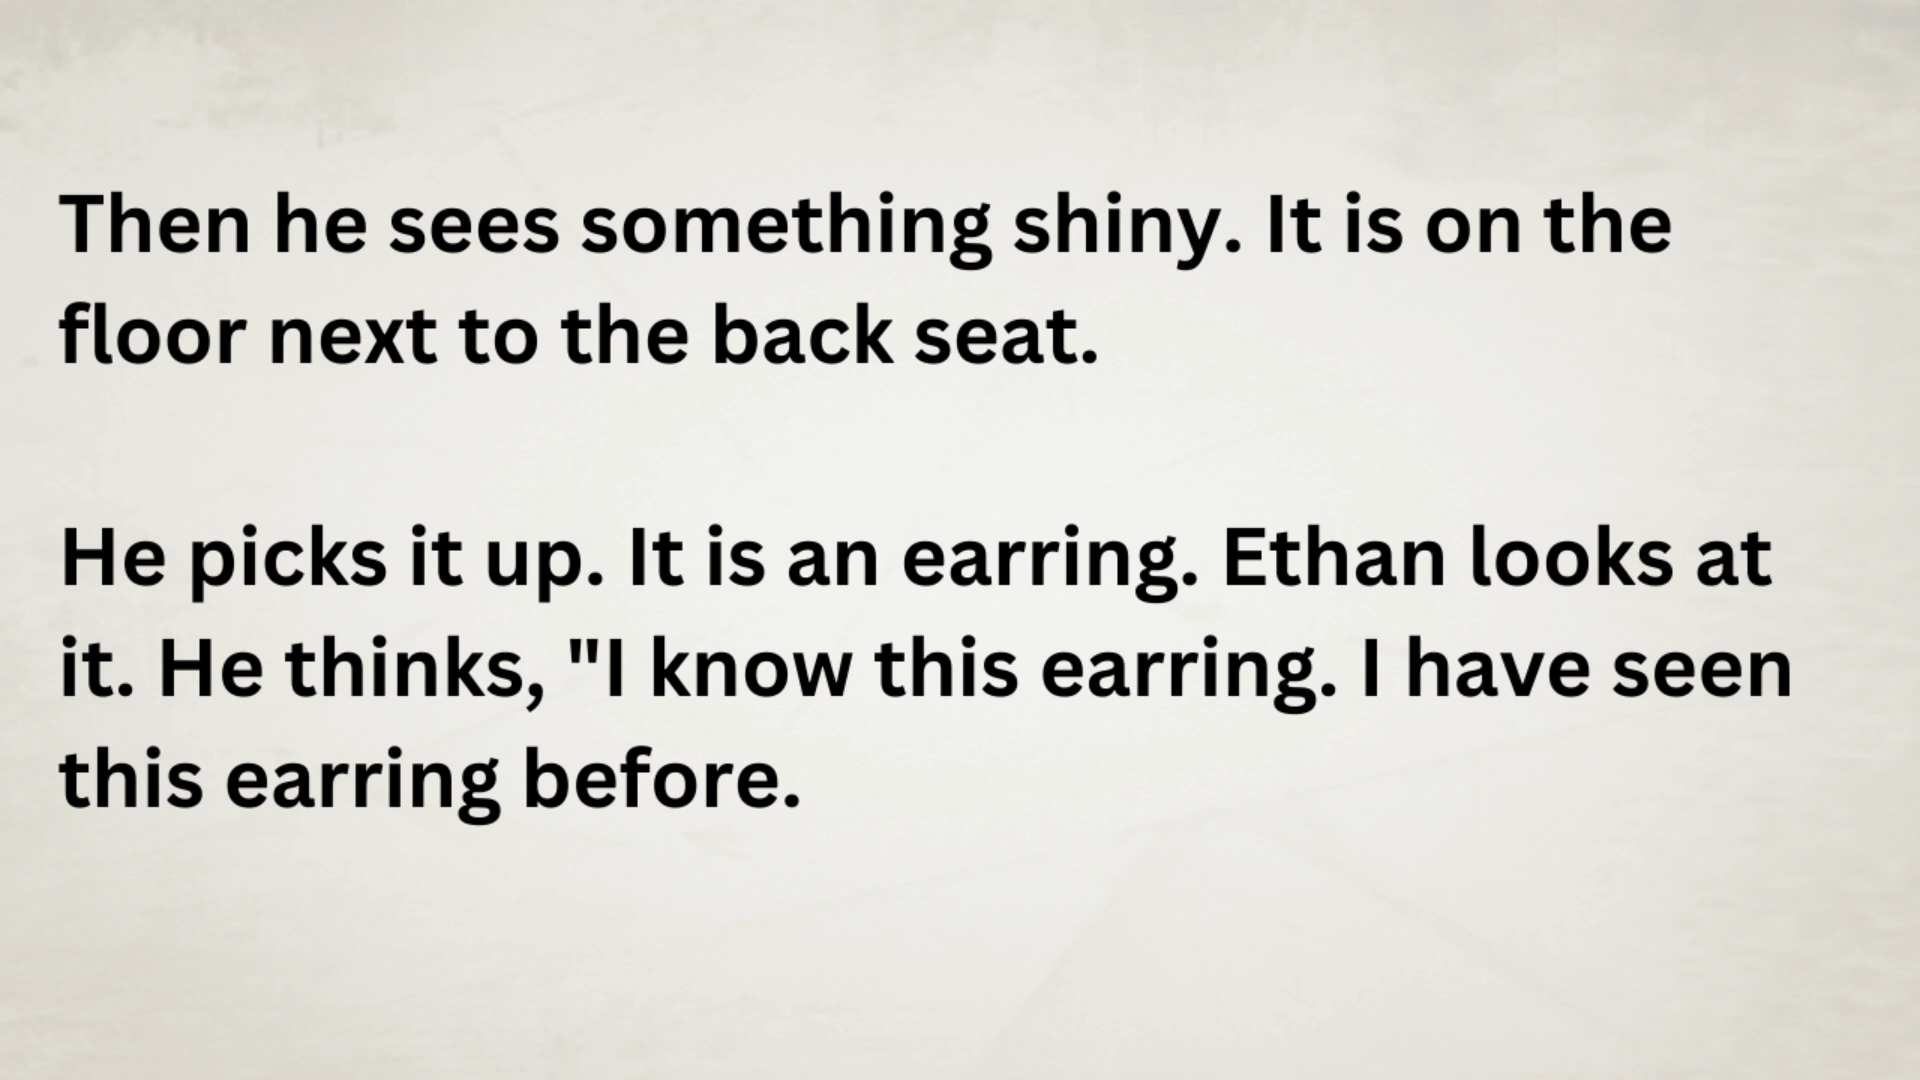 Then he sees something shiny. It is on the
floor next to the back seat.
He picks it up. It is an earring. Ethan looks at
it. He thinks, "I know this earring. I have seen
this earring before.